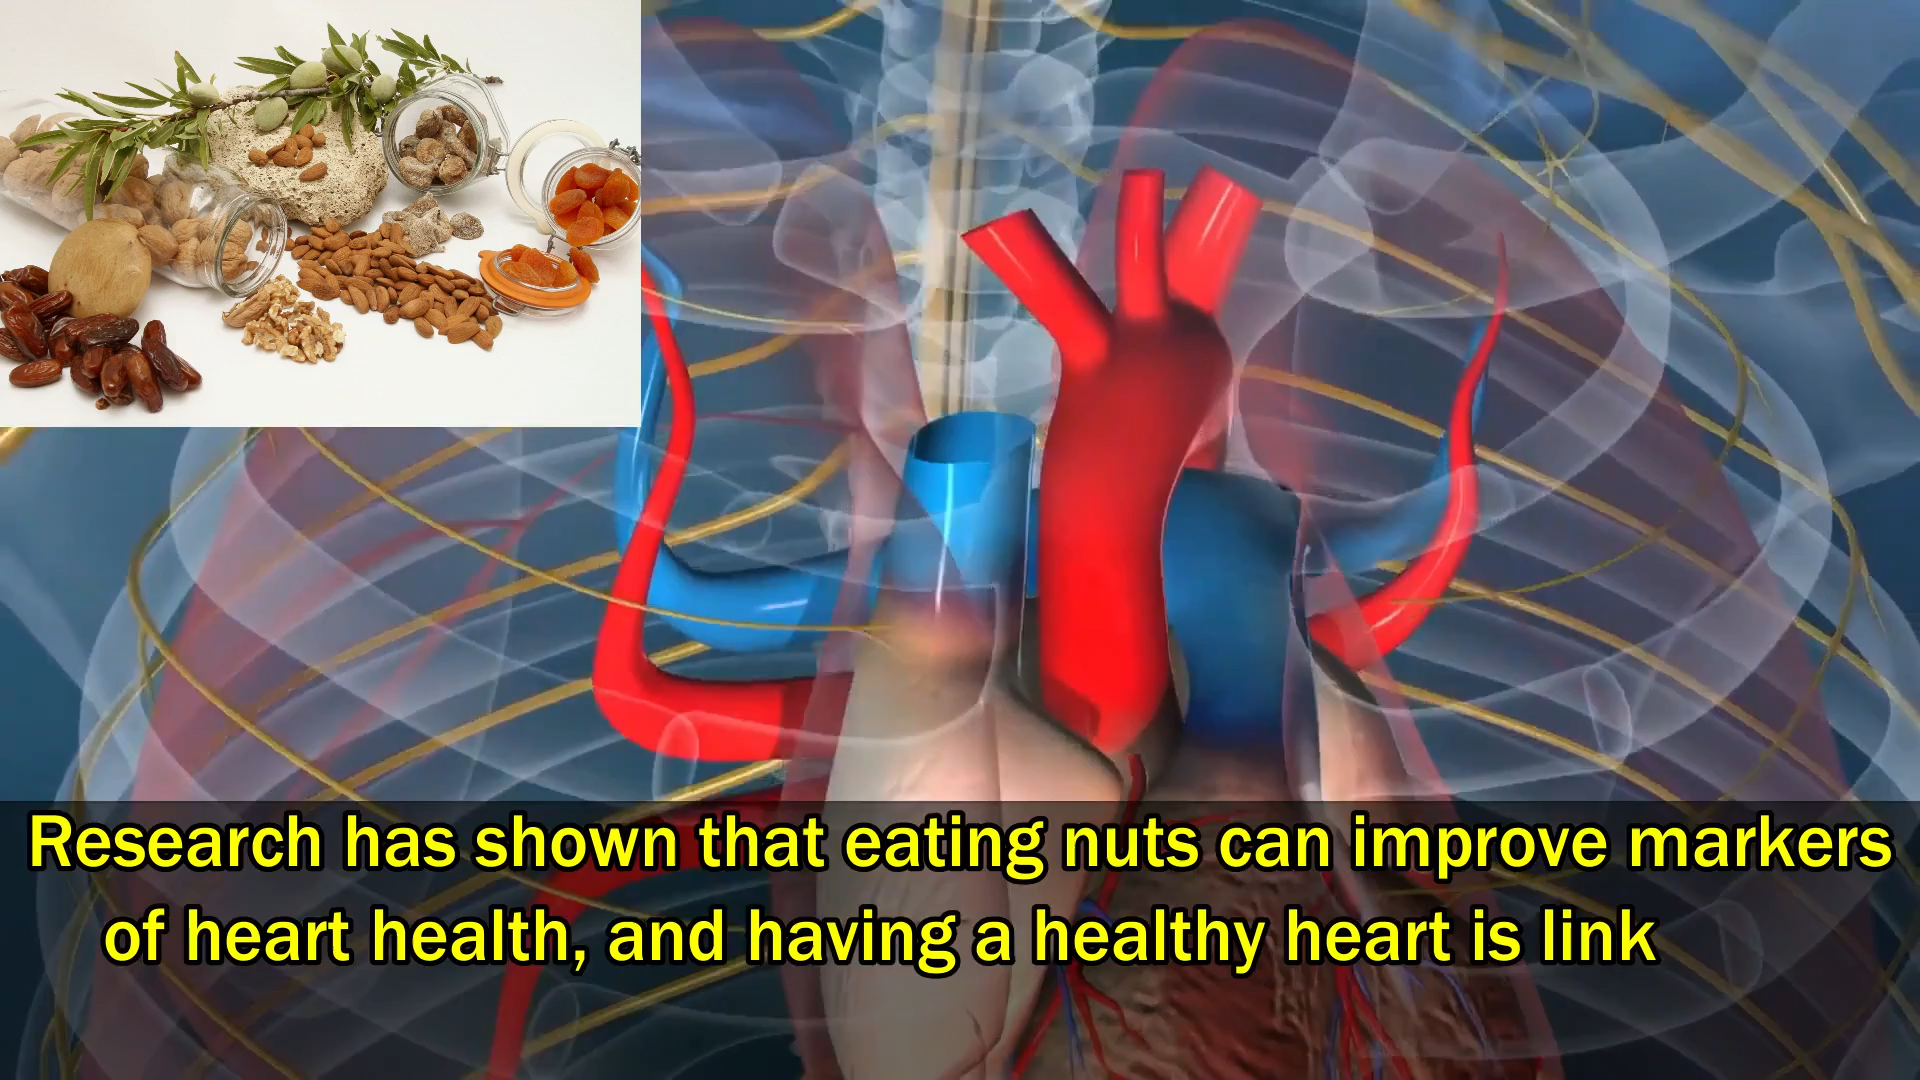 Research has shown that eating nuts can improve markers
of heart health, and having a healthy heart is link